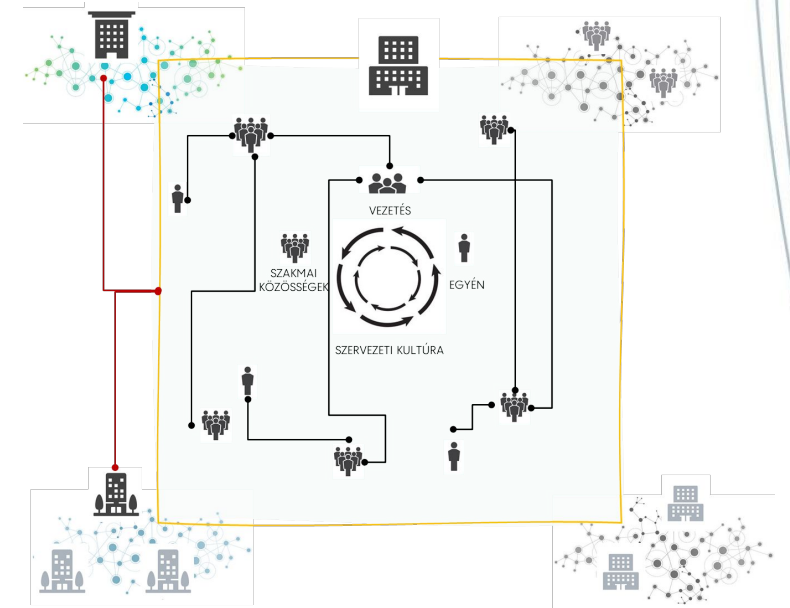 VEZETÉS
SZAKMAI
KÖZÖSSÉGEK
EGYÉN
SZERVEZETI KULTÚRA